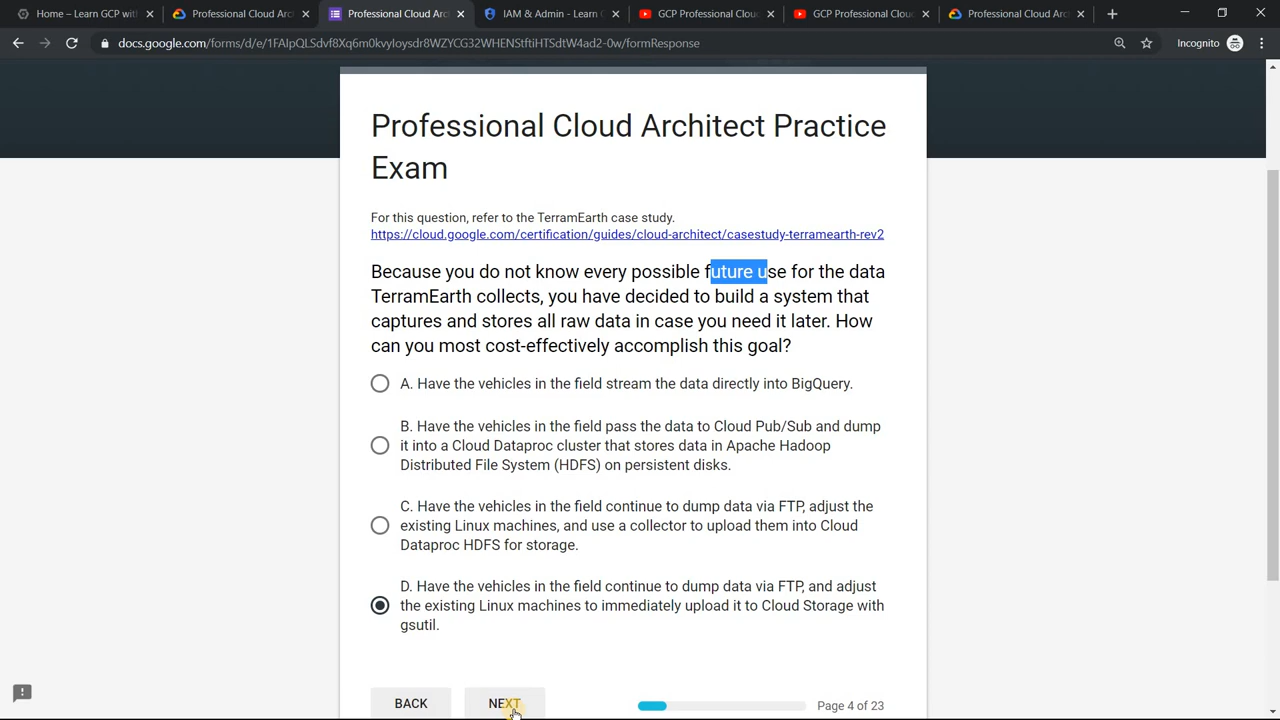 Home – Learn GCP with
Professional Cloud Arc
Professional Cloud Arc
IAM & Admin - Learn G
GCP Professional Cloud
GCP Professional Cloud
Professional Cloud Arc
docs.google.com/forms/d/e/1FAIpQLSdvf8Xq6m0kvyloysdr8WZYCG32WHENStftiHTSdtW4ad2-0w/formResponse
Incognito
Professional Cloud Architect Practice
Exam
For this question, refer to the TerramEarth case study.
https://cloud.google.com/certification/guides/cloud-architect/casestudy-terramearth-rev2
Because you do not know every possible future use for the data
TerramEarth collects, you have decided to build a system that
captures and stores all raw data in case you need it later. How
can you most cost-effectively accomplish this goal?
A. Have the vehicles in the field stream the data directly into BigQuery.
B. Have the vehicles in the field pass the data to Cloud Pub/Sub and dump
it into a Cloud Dataproc cluster that stores data in Apache Hadoop
Distributed File System (HDFS) on persistent disks.
C. Have the vehicles in the field continue to dump data via FTP, adjust the
existing Linux machines, and use a collector to upload them into Cloud
Dataproc HDFS for storage.
D. Have the vehicles in the field continue to dump data via FTP, and adjust
the existing Linux machines to immediately upload it to Cloud Storage with
gsutil.
BACK
NEXT
Page 4 of 23